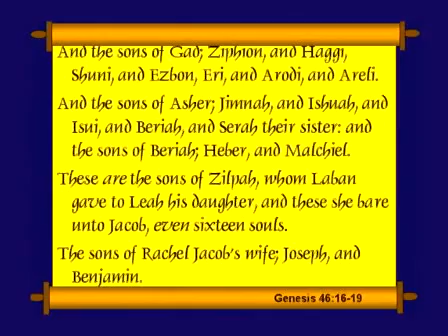 And the sons of Gad; Ziphion, and Haggi,
Shuni, and Ezbon, Eri, and Arodi, and Areli.
And the sons of Asher; Jimnah, and Ishuah, and
Isui, and Beriah, and Serah their sister: and
the sons of Beriah; Heber, and Malchiel.
These are the sons of Zilpah, whom Laban
gave to Leah his daughter, and these she bare
unto Jacob, even sixteen souls.
The sons of Rachel Jacob's wife; Joseph, and
Benjamin.
Genesis 46:16-19